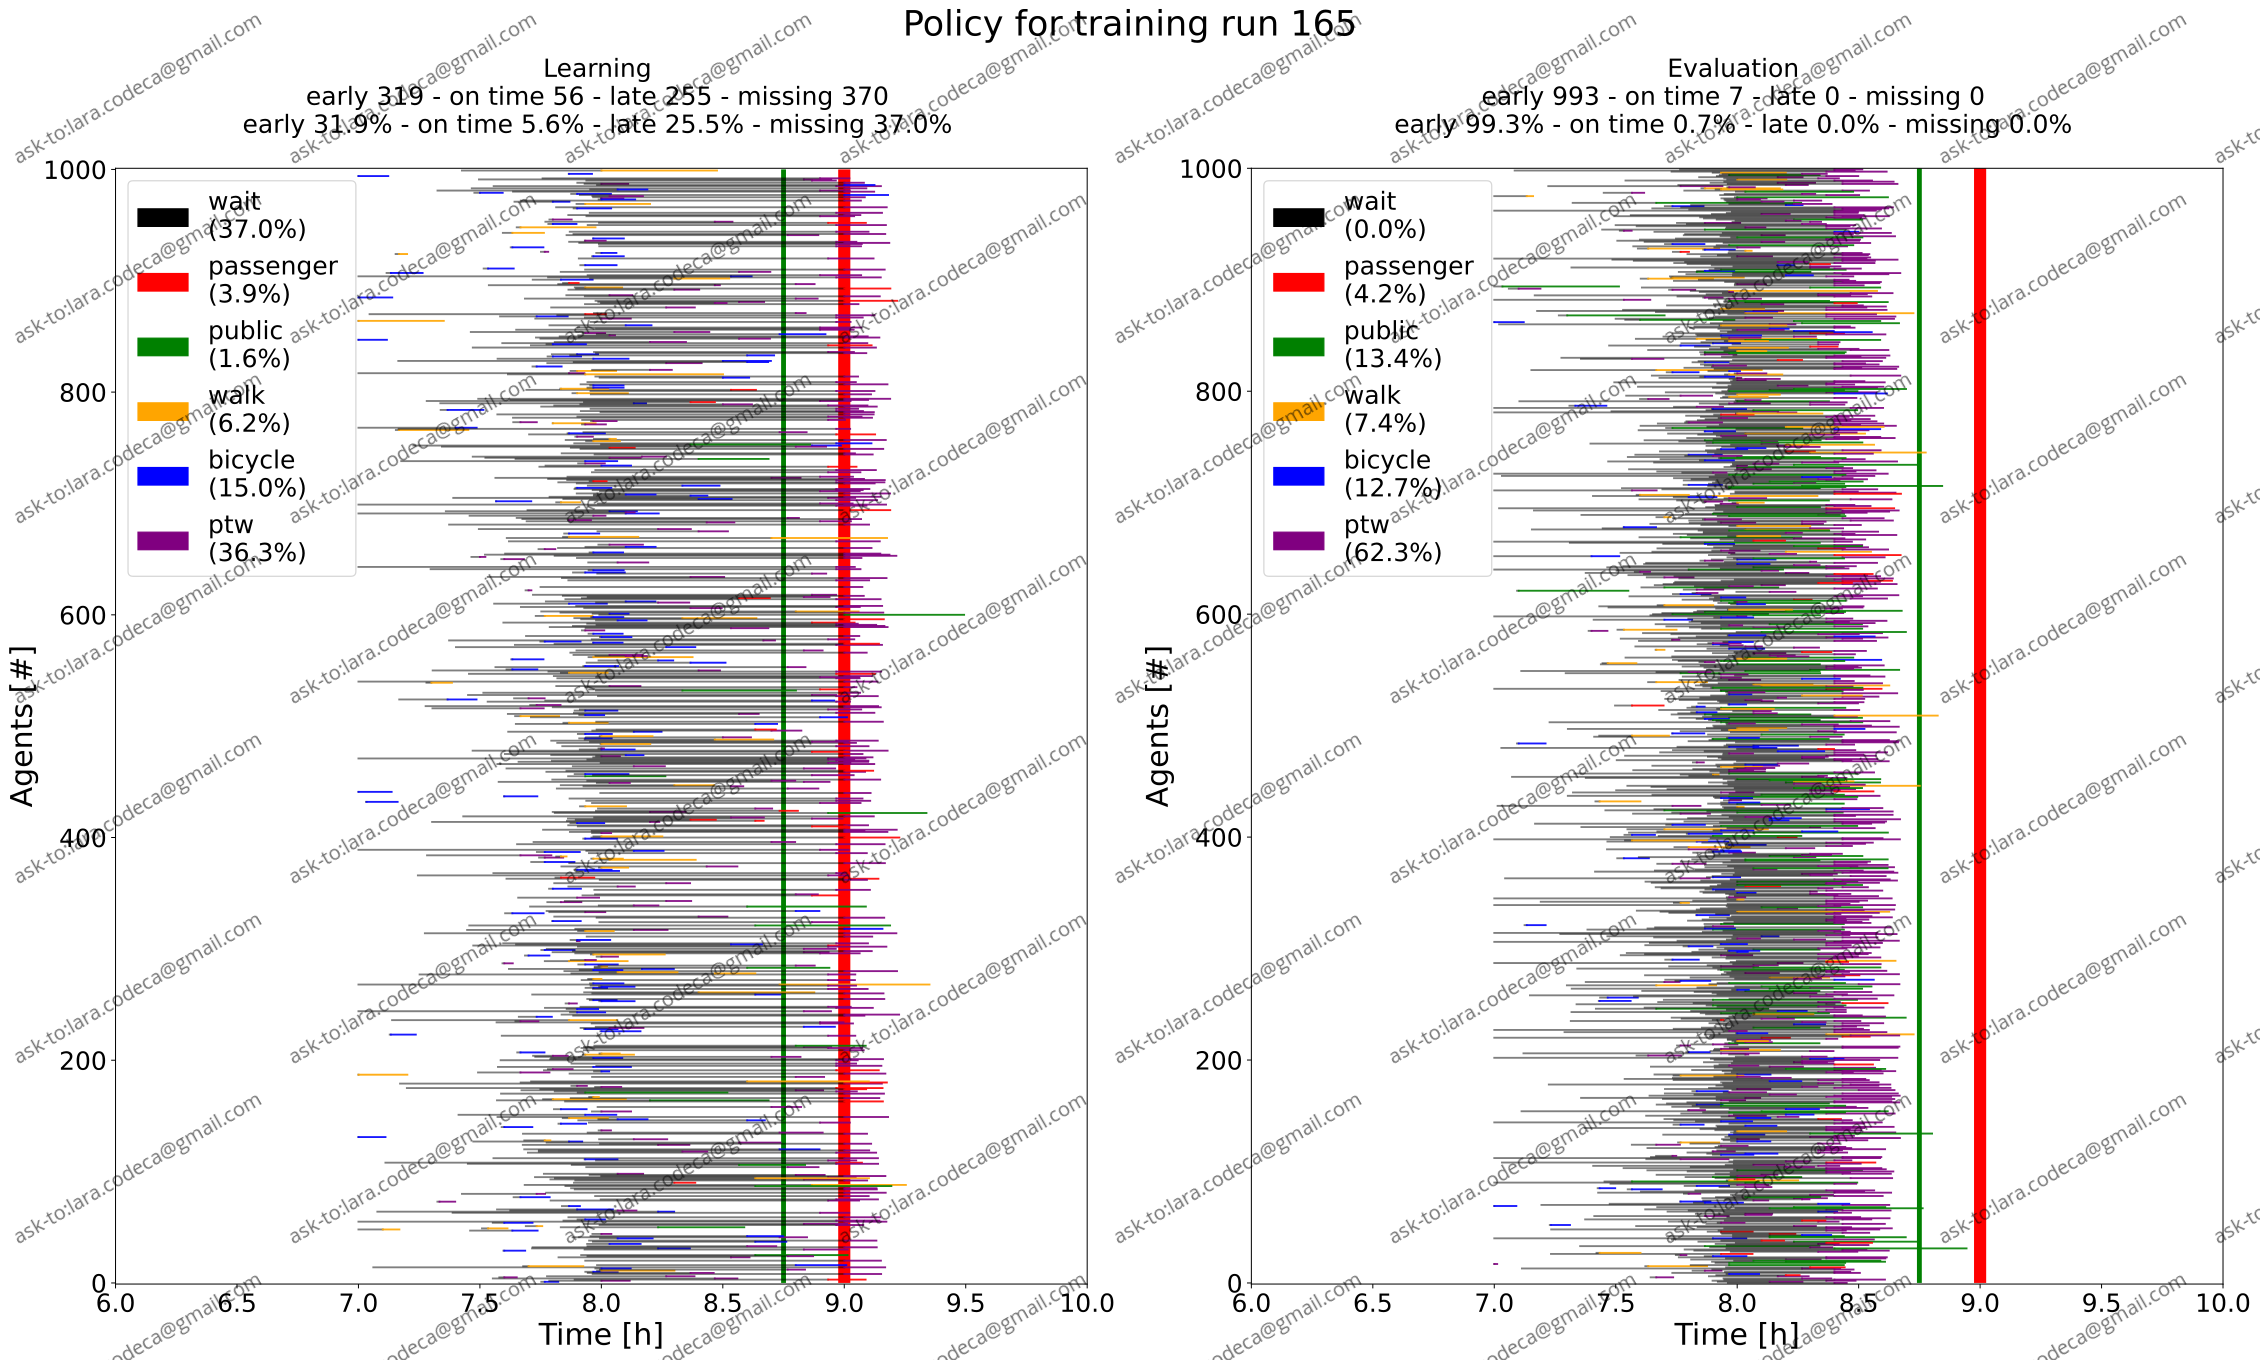 Policy for training run 165
Learning
early 319 - on time 56 - late 255 - missing 370
early 31.9% - on time 5.6% - late 25.5% - missing 37.0%
1000
800
600
400
200
0
Agents [#]
wait
(37.0%)
passenger
(3.9%)
public
(1.6%)
walk
(6.2%)
bicycle
(15.0%)
ptw
(36.3%)
6.0 6.5 7.0 7.5 8.0 8.5 9.0 9.5 10.0
Time [h]
Evaluation
early 993 - on time 7 - late 0 - missing 0
early 99.3% - on time 0.7% - late 0.0% - missing 0.0%
1000
800
600
400
200
0
Agents [#]
wait
(0.0%)
passenger
(4.2%)
public
(13.4%)
walk
(7.4%)
bicycle
(12.7%)
ptw
(62.3%)
6.0 6.5 7.0 7.5 8.0 8.5 9.0 9.5 10.0
Time [h]
ask-to:lara.codeca@gmail.com